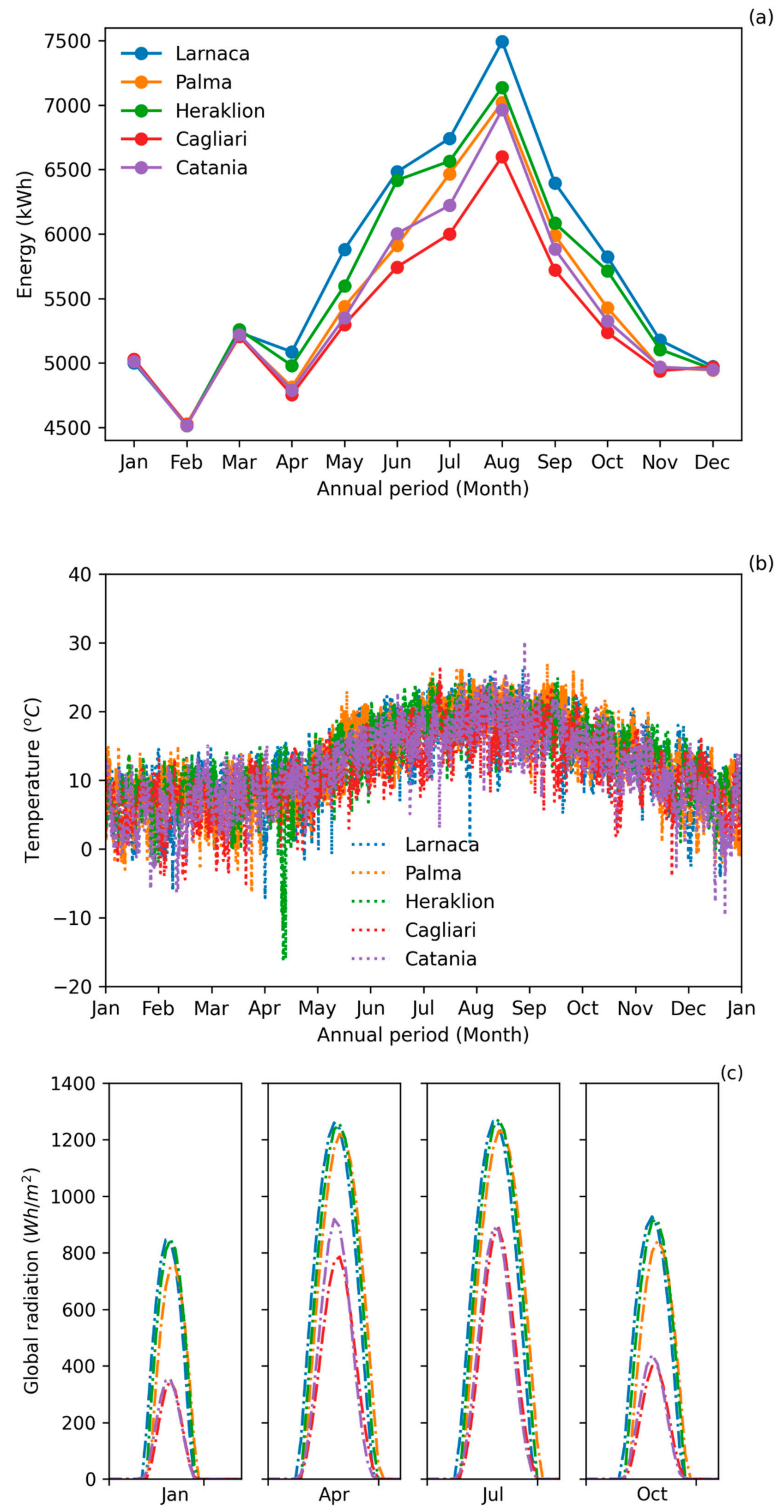 (a)
7500
7000
6500
6000
5500
5000
4500
Energy (kWh)
Larnaca
Palma
Heraklion
Cagliari
Catania
Jan Feb Mar Apr May Jun Jul Aug Sep Oct Nov Dec
Annual period (Month)
(b)
40
30
20
10
0
−10
−20
Temperature (°C)
Larnaca
Palma
Heraklion
Cagliari
Catania
Jan Feb Mar Apr May Jun Jul Aug Sep Oct Nov Dec Jan
Annual period (Month)
(c)
1400
1200
1000
800
600
400
200
0
Global radiation (Wh/m²)
Jan Apr Jul Oct